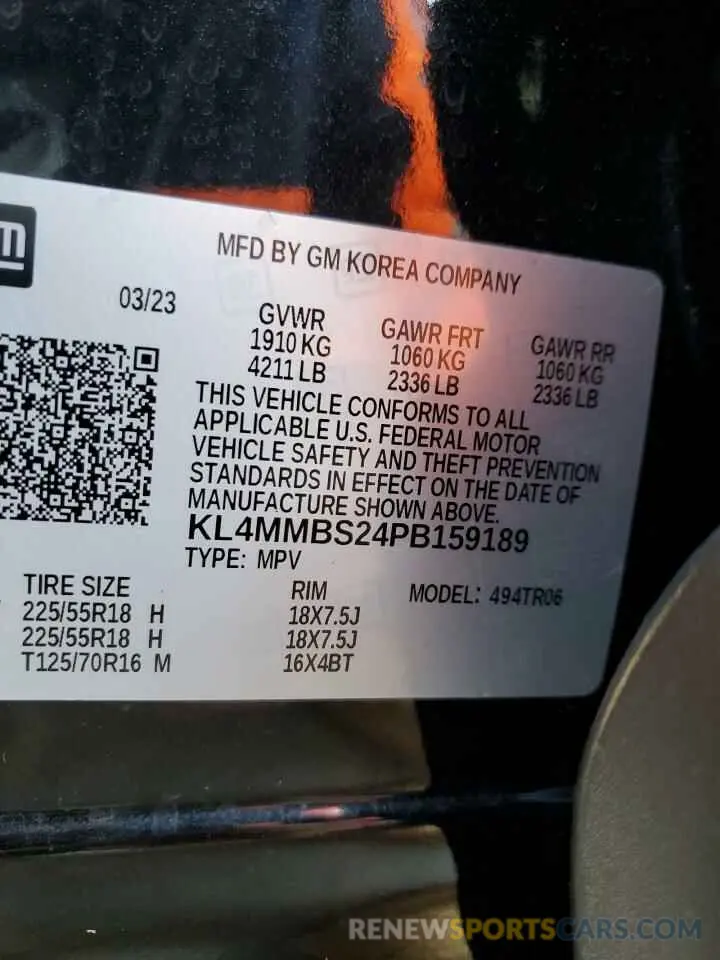 gm
MFD BY GM KOREA COMPANY
03/23
GVWR GAWR FRT GAWR RR
1910 KG 1060 KG 1060 KG
4211 LB 2336 LB 2336 LB
THIS VEHICLE CONFORMS TO ALL
APPLICABLE U.S. FEDERAL MOTOR
VEHICLE SAFETY AND THEFT PREVENTION
STANDARDS IN EFFECT ON THE DATE OF
MANUFACTURE SHOWN ABOVE.
KL4MMBS24PB159189
TYPE: MPV
TIRE SIZE RIM MODEL: 494TR06
225/55R18 H 18X7.5J
225/55R18 H 18X7.5J
T125/70R16 M 16X4BT
RENEWSPORTSCARS.COM